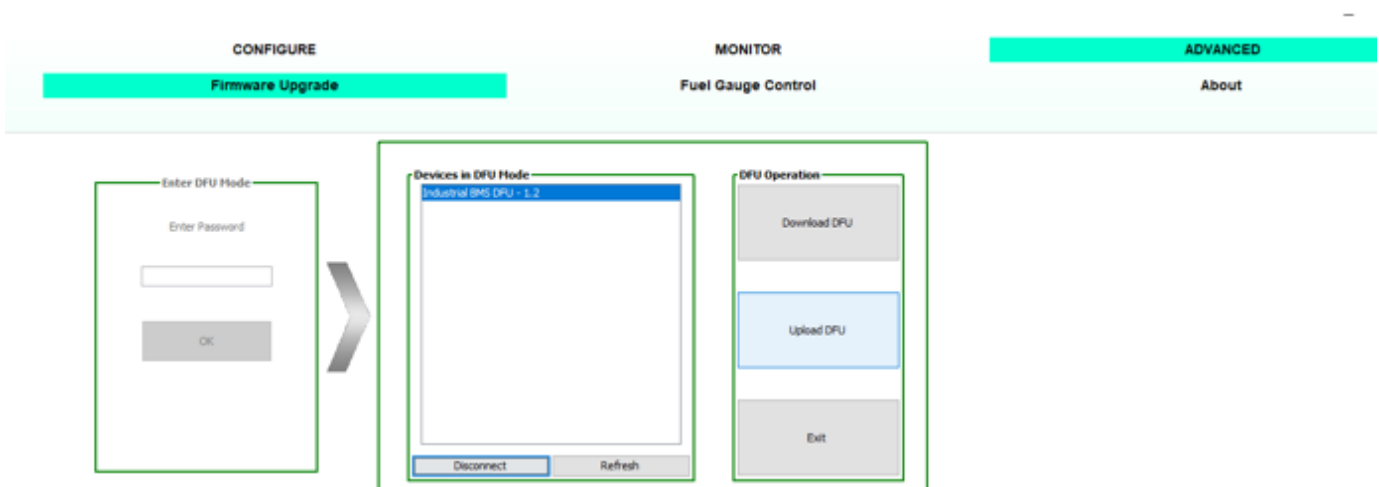 CONFIGURE
MONITOR
ADVANCED
Firmware Upgrade
Fuel Gauge Control
About
Enter DFU Mode
Enter Password
OK
Devices in DFU Mode
Industrial BMS DFU - 1.2
Disconnect
Refresh
DFU Operation
Download DFU
Upload DFU
Exit